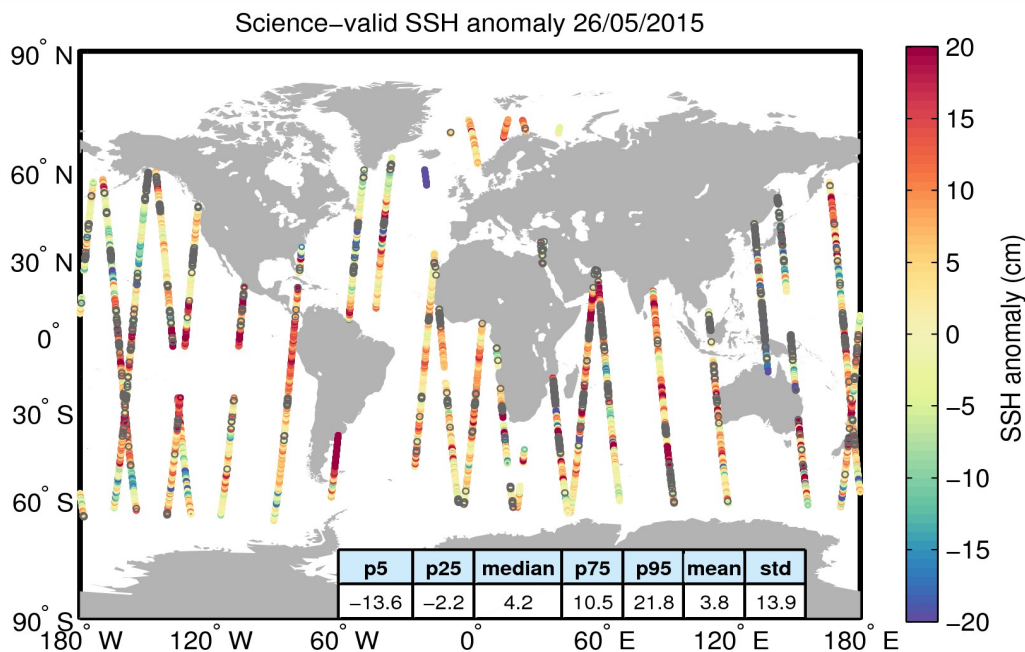 Science−valid SSH anomaly 26/05/2015
90° N
60° N
30° N
0°
30° S
60° S
90° S
180° W
120° W
60° W
0°
60° E
120° E
180° E
p5 p25 median p75 p95 mean std
−13.6 −2.2 4.2 10.5 21.8 3.8 13.9
20
15
10
5
0
−5
−10
−15
−20
SSH anomaly (cm)